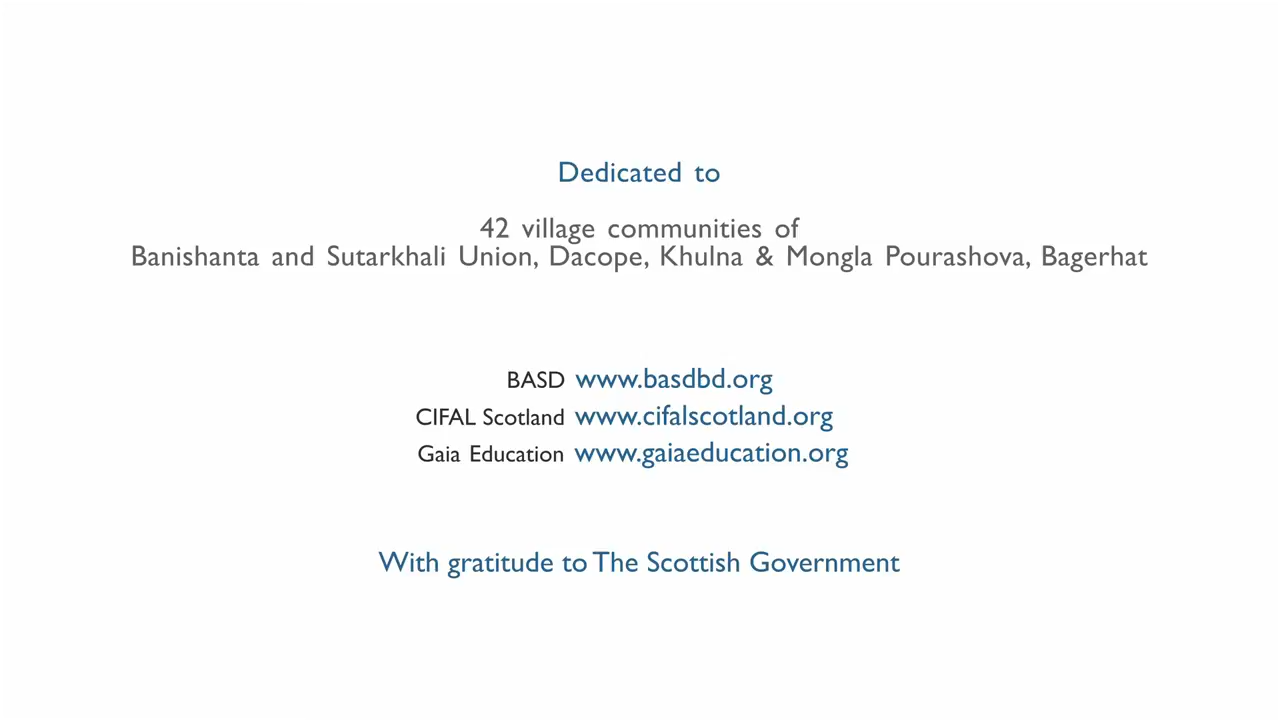 Dedicated to
42 village communities of
Banishanta and Sutarkhali Union, Dacope, Khulna & Mongla Pourashova, Bagerhat
BASD www.basdbd.org
CIFAL Scotland www.cifalscotland.org
Gaia Education www.gaiaeducation.org
With gratitude to The Scottish Government